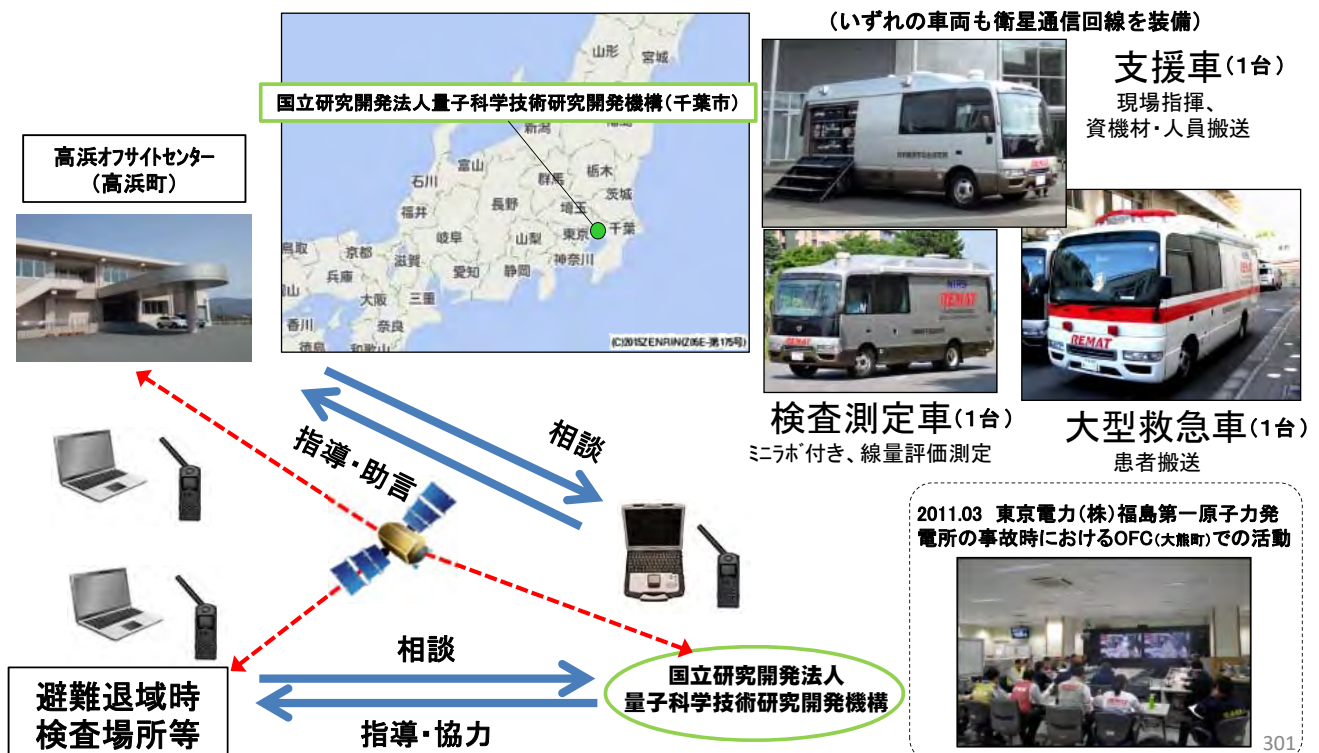 (いずれの車両も衛星通信回線を装備)
支援車(1台)
現場指揮、
資機材・人員搬送
国立研究開発法人量子科学技術研究開発機構(千葉市)
高浜オフサイトセンター
(高浜町)
山形
宮城
新潟
富山
石川
群馬
栃木
茨城
福井
長野
埼玉
千葉
東京
鳥取
京都
岐阜
山梨
神奈川
兵庫
滋賀
愛知
静岡
大阪
三重
香川
奈良
徳島
和歌山
(C)2015ZENRIN(Z05E-第175号)
NIRS
REMAT
REMAT
REMAT
検査測定車(1台)
ミニラボ付き、線量評価測定
大型救急車(1台)
患者搬送
相談
指導・助言
2011.03 東京電力(株)福島第一原子力発
電所の事故時におけるOFC(大熊町)での活動
避難退域時
検査場所等
相談
指導・協力
国立研究開発法人
量子科学技術研究開発機構
301